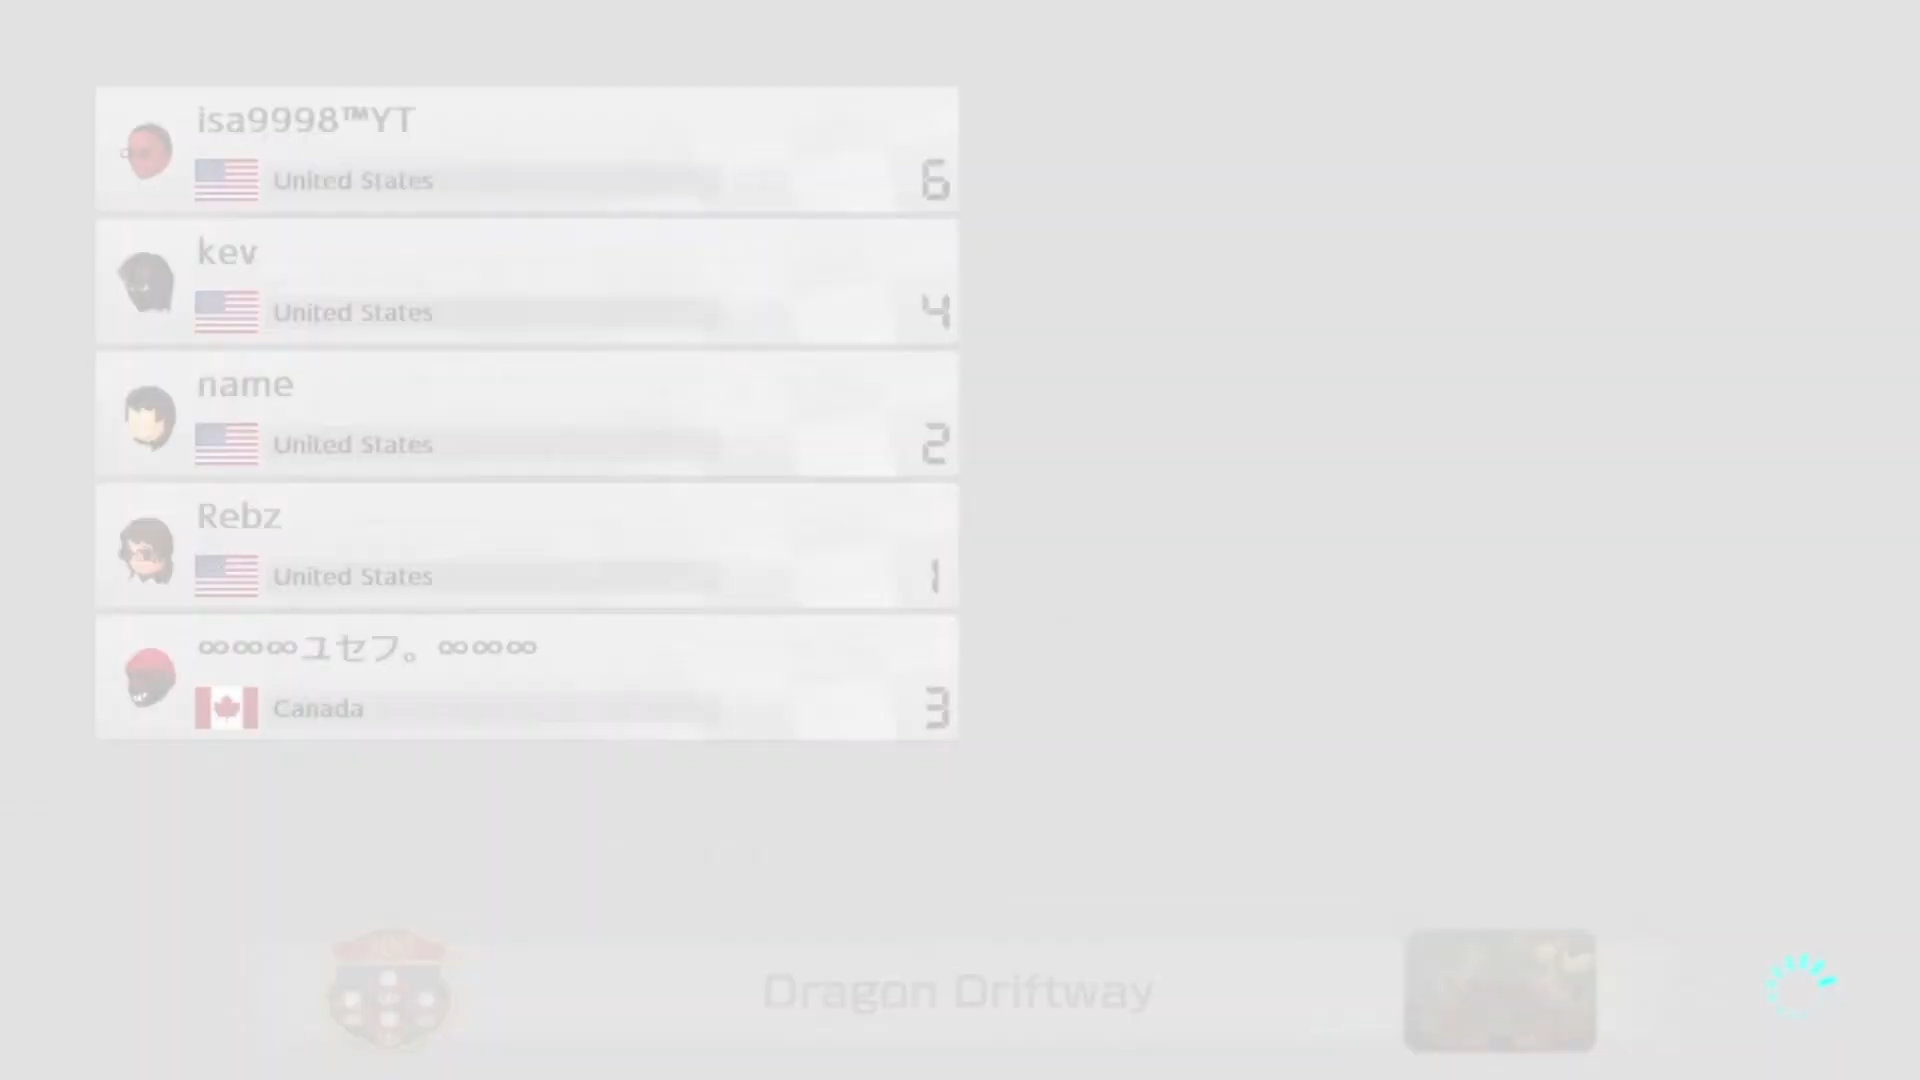 isa9998™YT
United States
6
kev
United States
4
name
United States
2
Rebz
United States
1
∞∞∞ユセフ。∞∞∞
Canada
3
Dragon Driftway